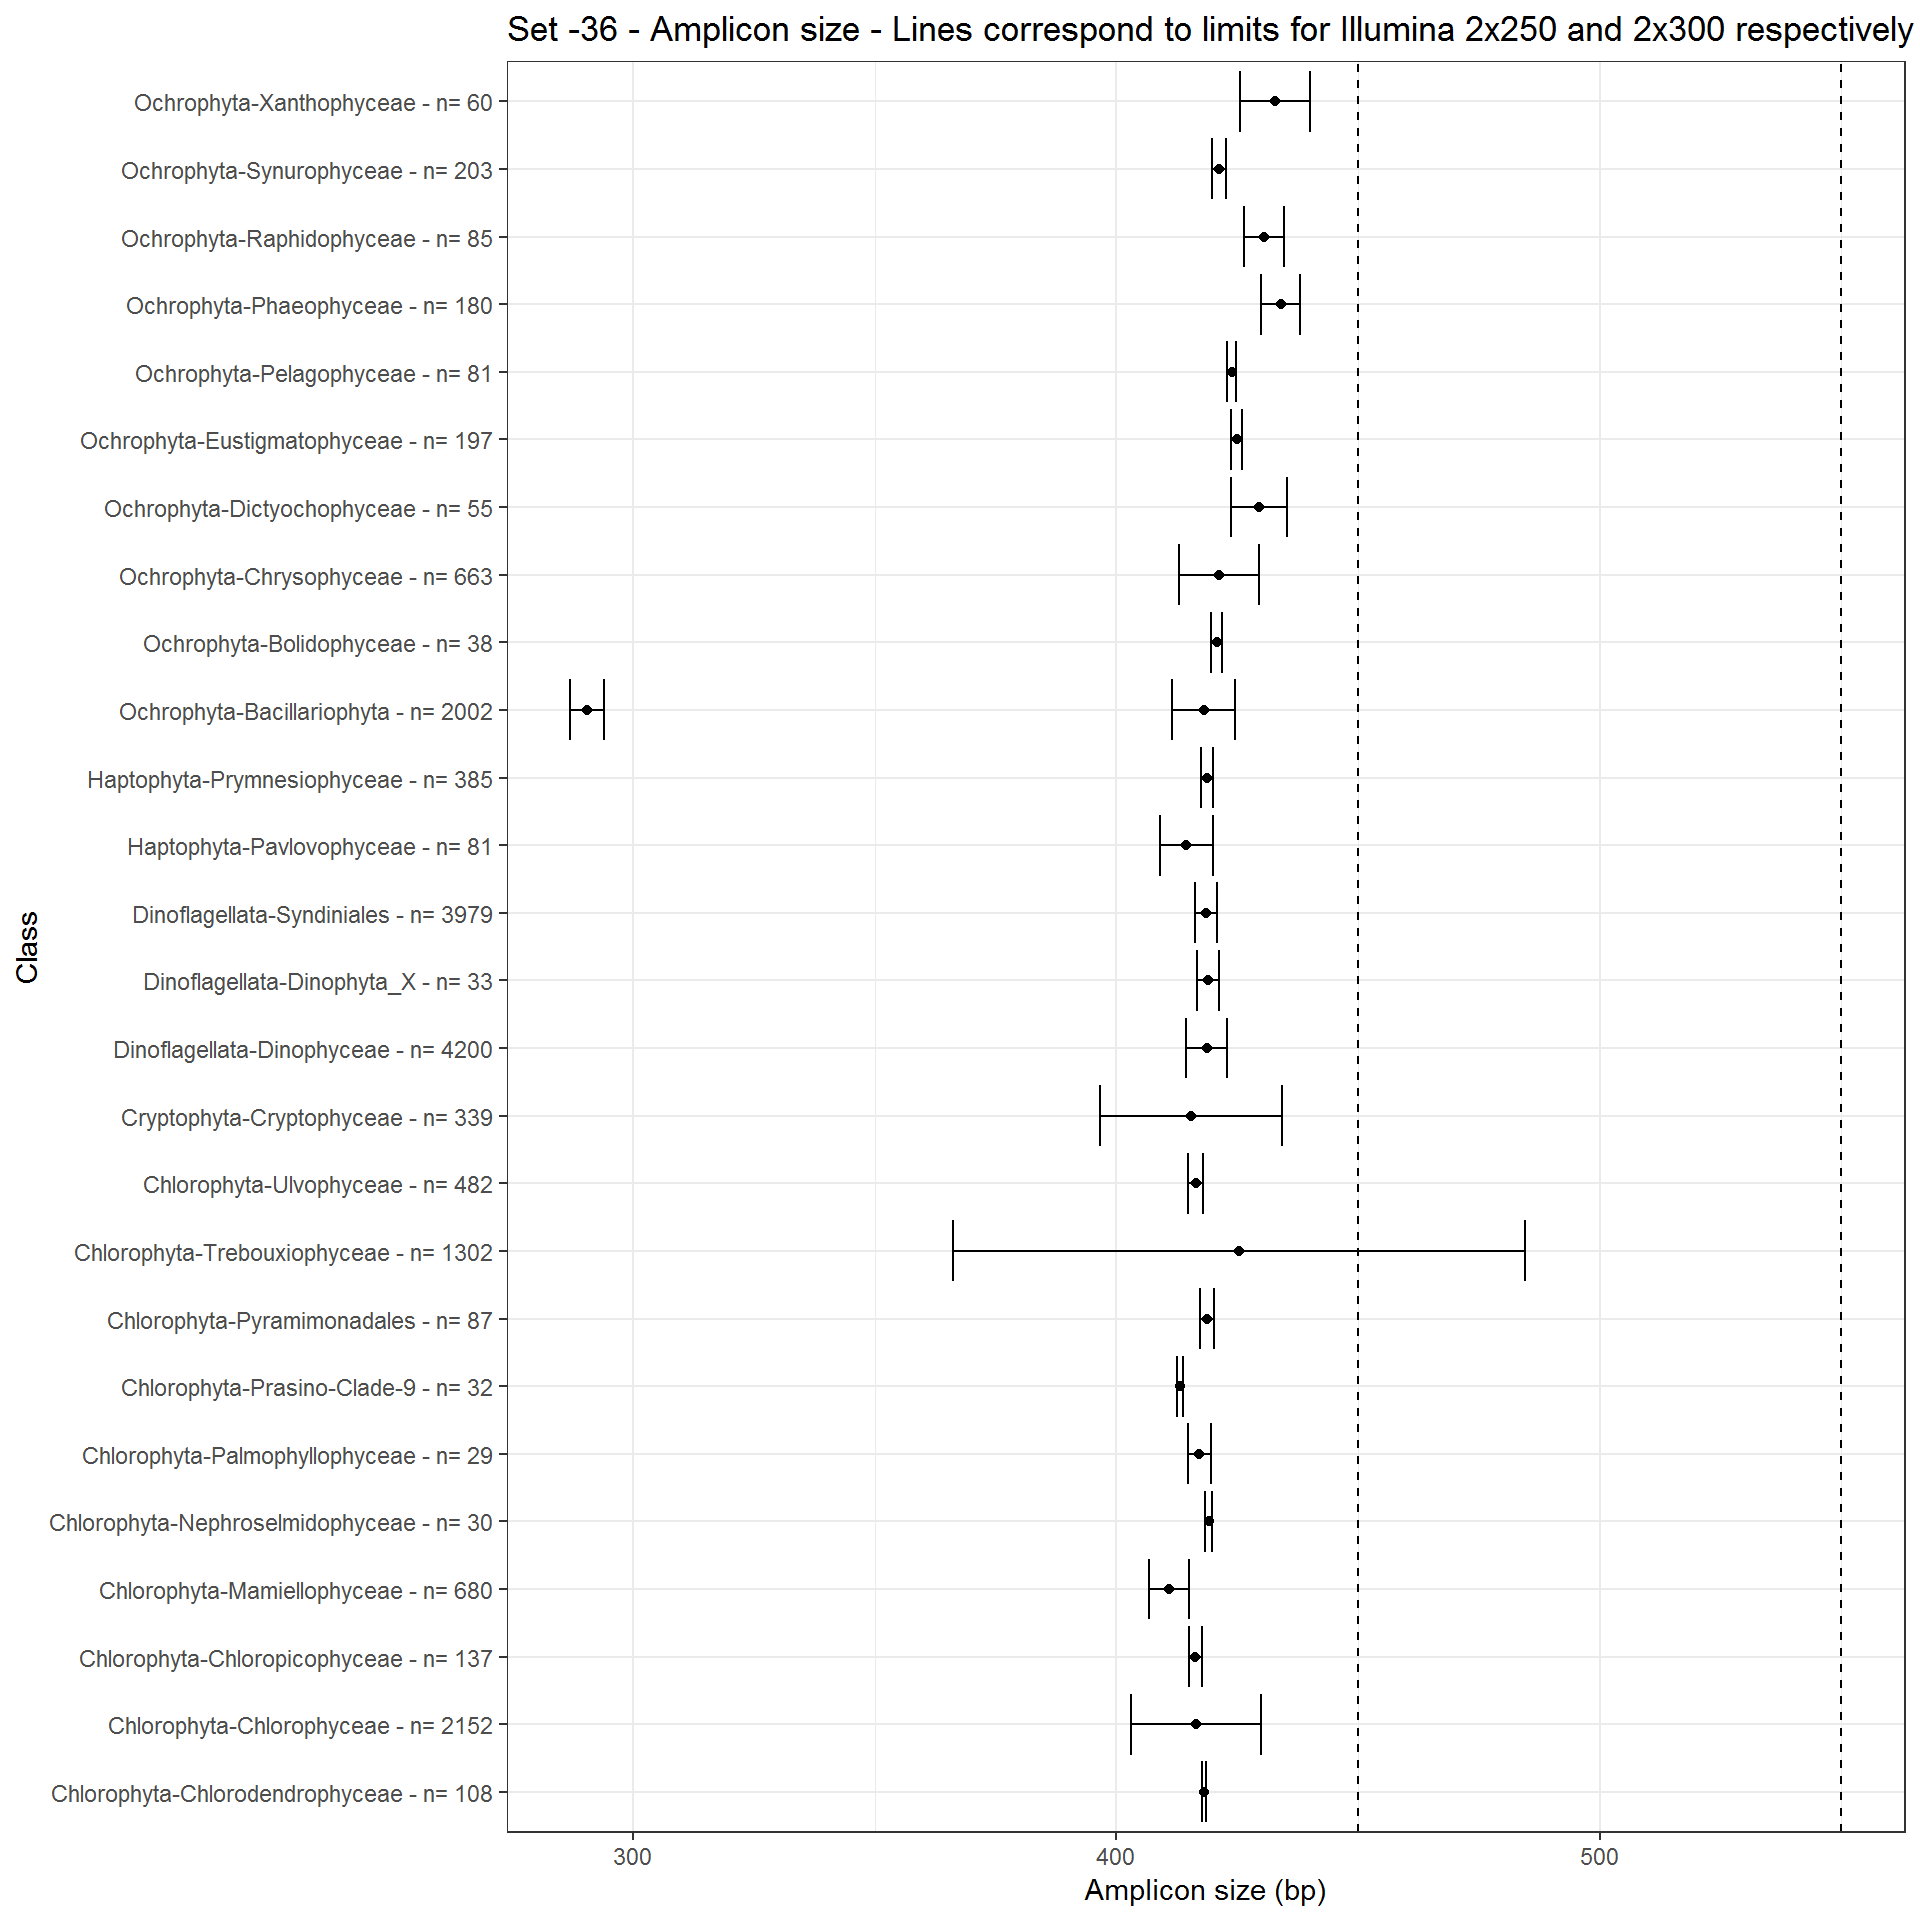 Set -36 - Amplicon size - Lines correspond to limits for Illumina 2x250 and 2x300 respectively
Ochrophyta-Xanthophyceae - n= 60
Ochrophyta-Synurophyceae - n= 203
Ochrophyta-Raphidophyceae - n= 85
Ochrophyta-Phaeophyceae - n= 180
Ochrophyta-Pelagophyceae - n= 81
Ochrophyta-Eustigmatophyceae - n= 197
Ochrophyta-Dictyochophyceae - n= 55
Ochrophyta-Chrysophyceae - n= 663
Ochrophyta-Bolidophyceae - n= 38
Ochrophyta-Bacillariophyta - n= 2002
Haptophyta-Prymnesiophyceae - n= 385
Haptophyta-Pavlovophyceae - n= 81
Dinoflagellata-Syndiniales - n= 3979
Dinoflagellata-Dinophyta_X - n= 33
Dinoflagellata-Dinophyceae - n= 4200
Cryptophyta-Cryptophyceae - n= 339
Chlorophyta-Ulvophyceae - n= 482
Chlorophyta-Trebouxiophyceae - n= 1302
Chlorophyta-Pyramimonadales - n= 87
Chlorophyta-Prasino-Clade-9 - n= 32
Chlorophyta-Palmophyllophyceae - n= 29
Chlorophyta-Nephroselmidophyceae - n= 30
Chlorophyta-Mamiellophyceae - n= 680
Chlorophyta-Chloropicophyceae - n= 137
Chlorophyta-Chlorophyceae - n= 2152
Chlorophyta-Chlorodendrophyceae - n= 108
Class
300 400 500
Amplicon size (bp)